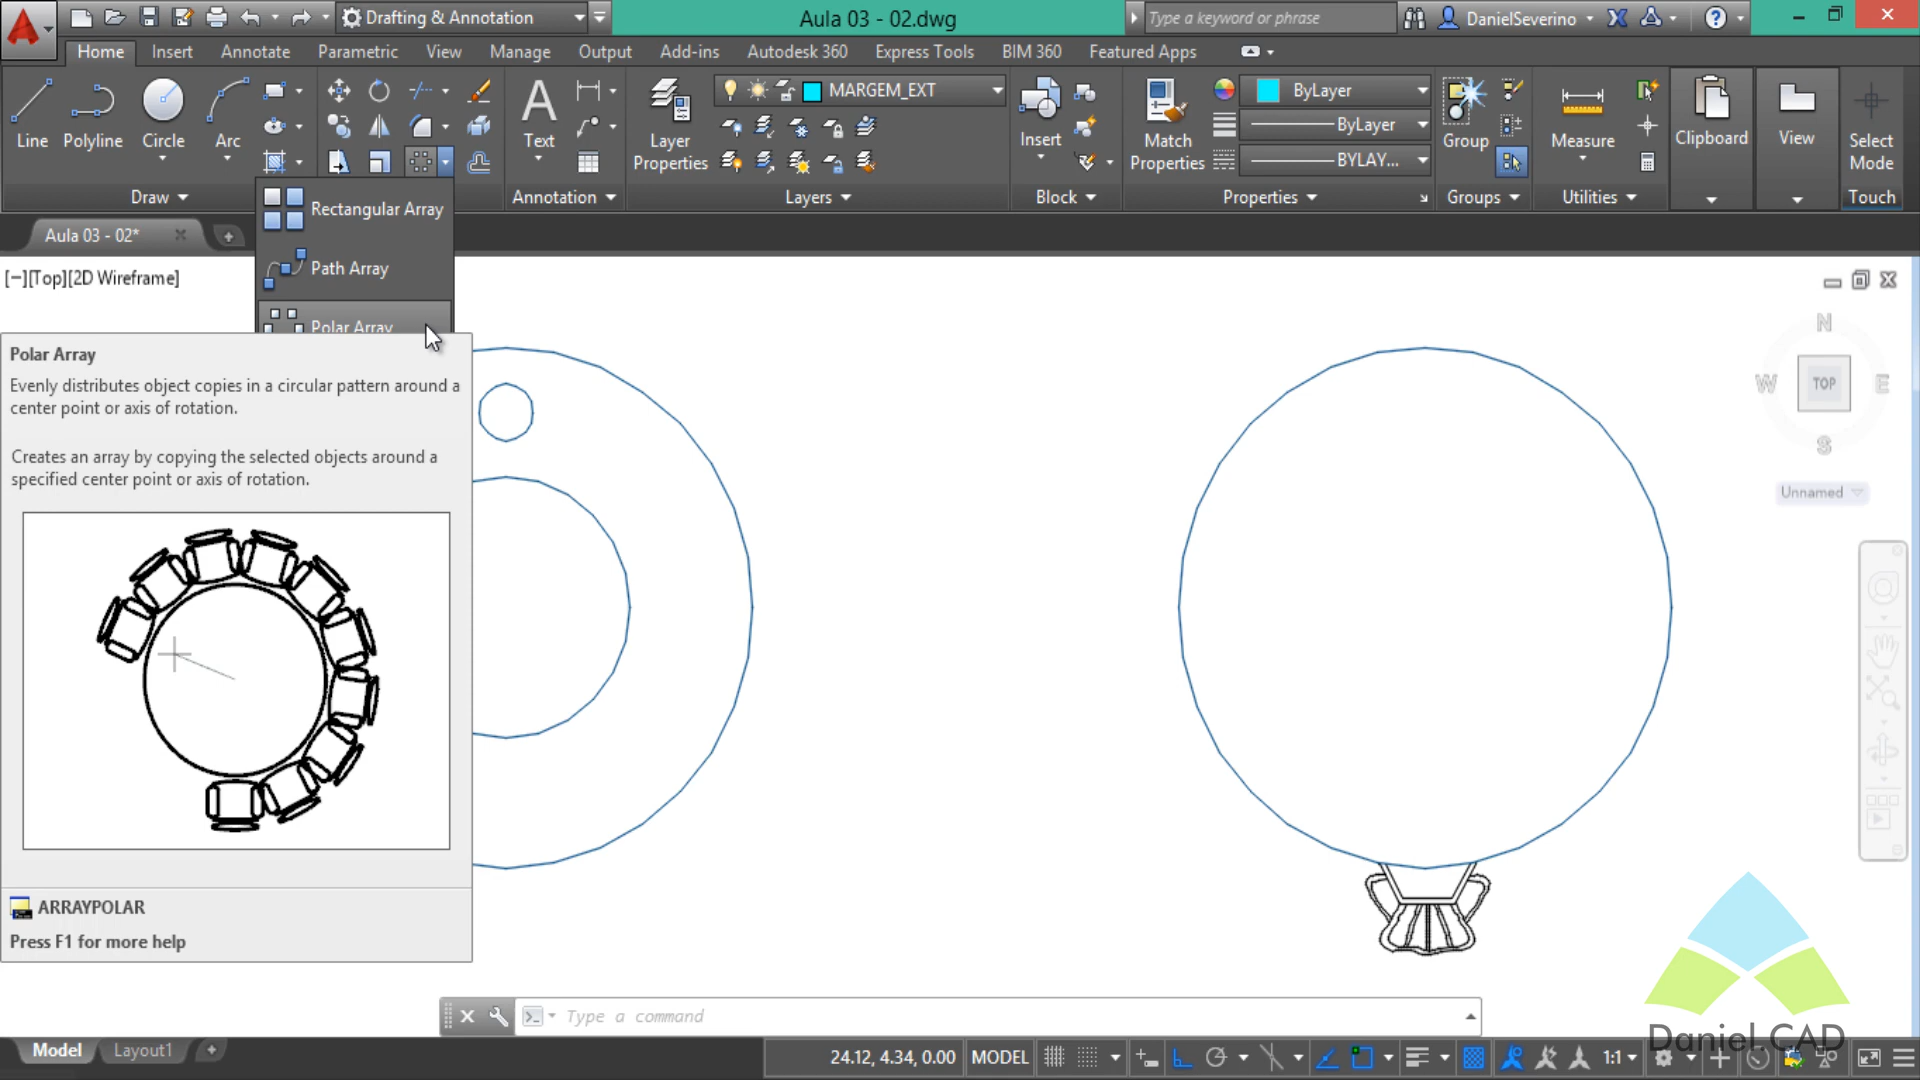 Drafting & Annotation
Aula 03 - 02.dwg
Type a keyword or phrase
DanielSeverino
Home Insert Annotate Parametric View Manage Output Add-ins Autodesk 360 Express Tools BIM 360 Featured Apps
Line Polyline Circle Arc
Text
Layer Properties
MARGEM_EXT
Insert
Match Properties
ByLayer
ByLayer
BYLAY...
Group
Measure
Clipboard
View
Select Mode
Draw Annotation Layers Block Properties Groups Utilities Touch
Aula 03 - 02*
Rectangular Array
Path Array
Polar Array
[−][Top][2D Wireframe]
N
W TOP E
S
Unnamed
Polar Array
Evenly distributes object copies in a circular pattern around a
center point or axis of rotation.
Creates an array by copying the selected objects around a
specified center point or axis of rotation.
ARRAYPOLAR
Press F1 for more help
Type a command
Daniel.CAD
Model Layout1
24.12, 4.34, 0.00 MODEL 1:1